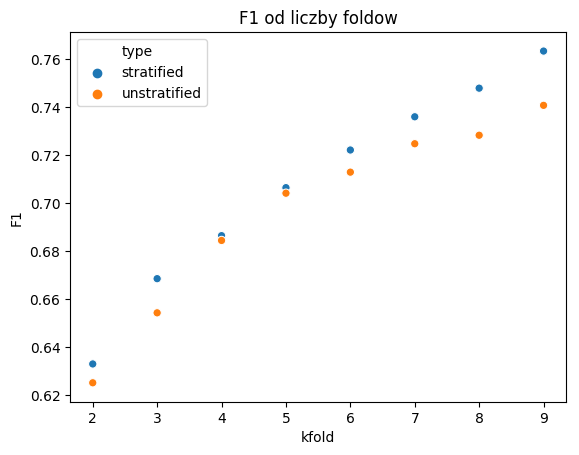 F1 od liczby foldow
type
stratified
unstratified
0.76
0.74
0.72
0.70
0.68
0.66
0.64
0.62
F1
2 3 4 5 6 7 8 9
kfold